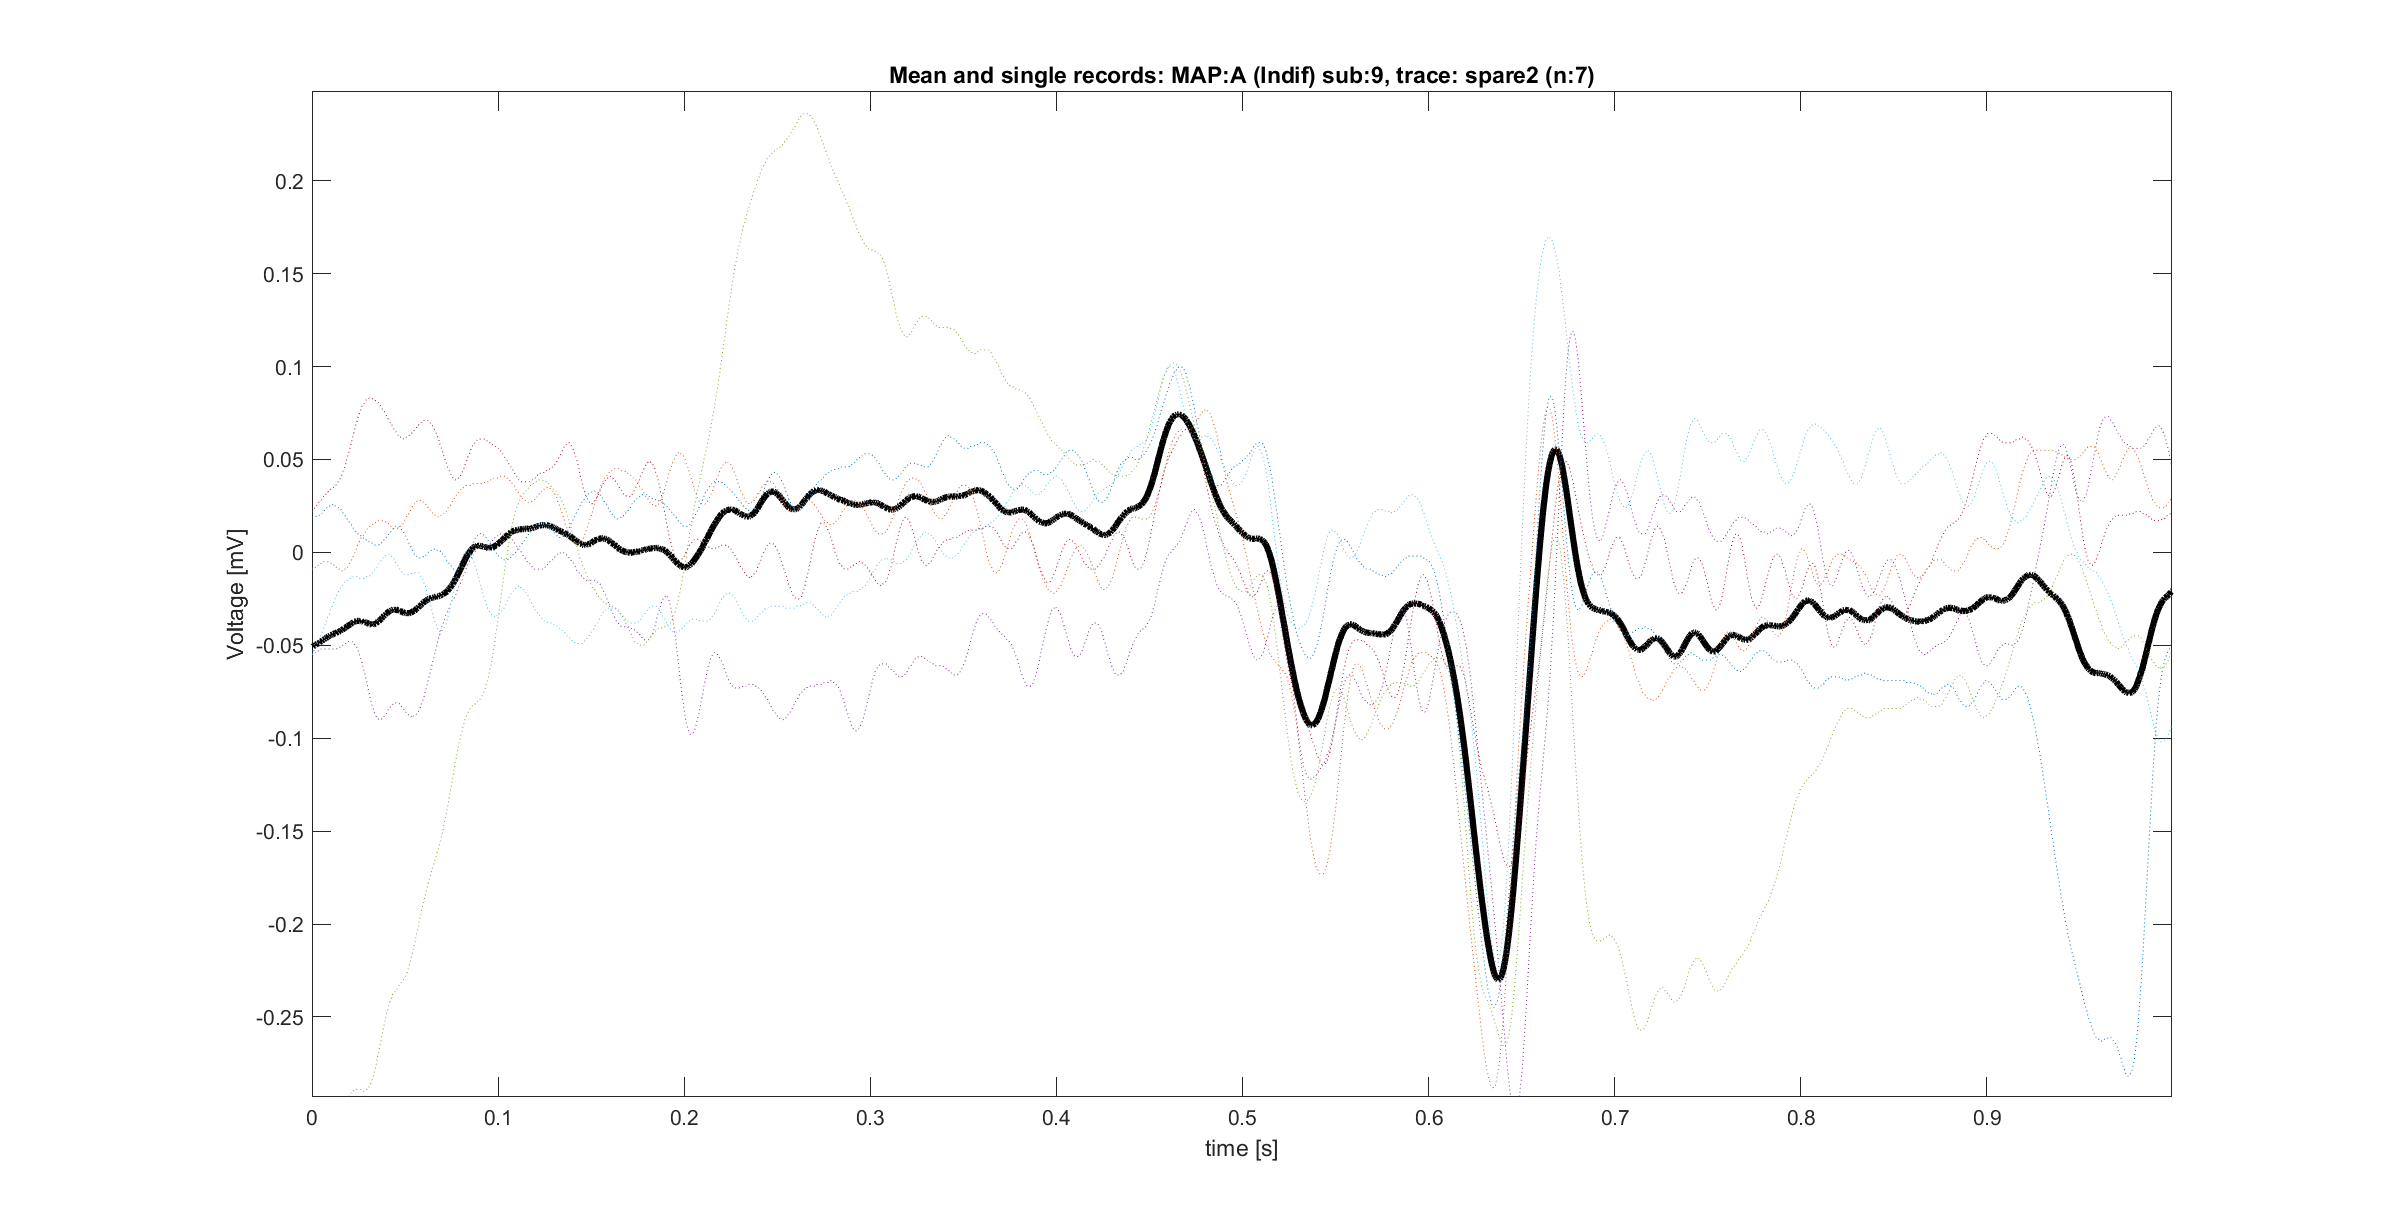 Mean and single records: MAP:A (Indif) sub:9, trace: spare2 (n:7)
0.2
0.15
0.1
0.05
0
-0.05
-0.1
-0.15
-0.2
-0.25
Voltage [mV]
0 0.1 0.2 0.3 0.4 0.5 0.6 0.7 0.8 0.9
time [s]